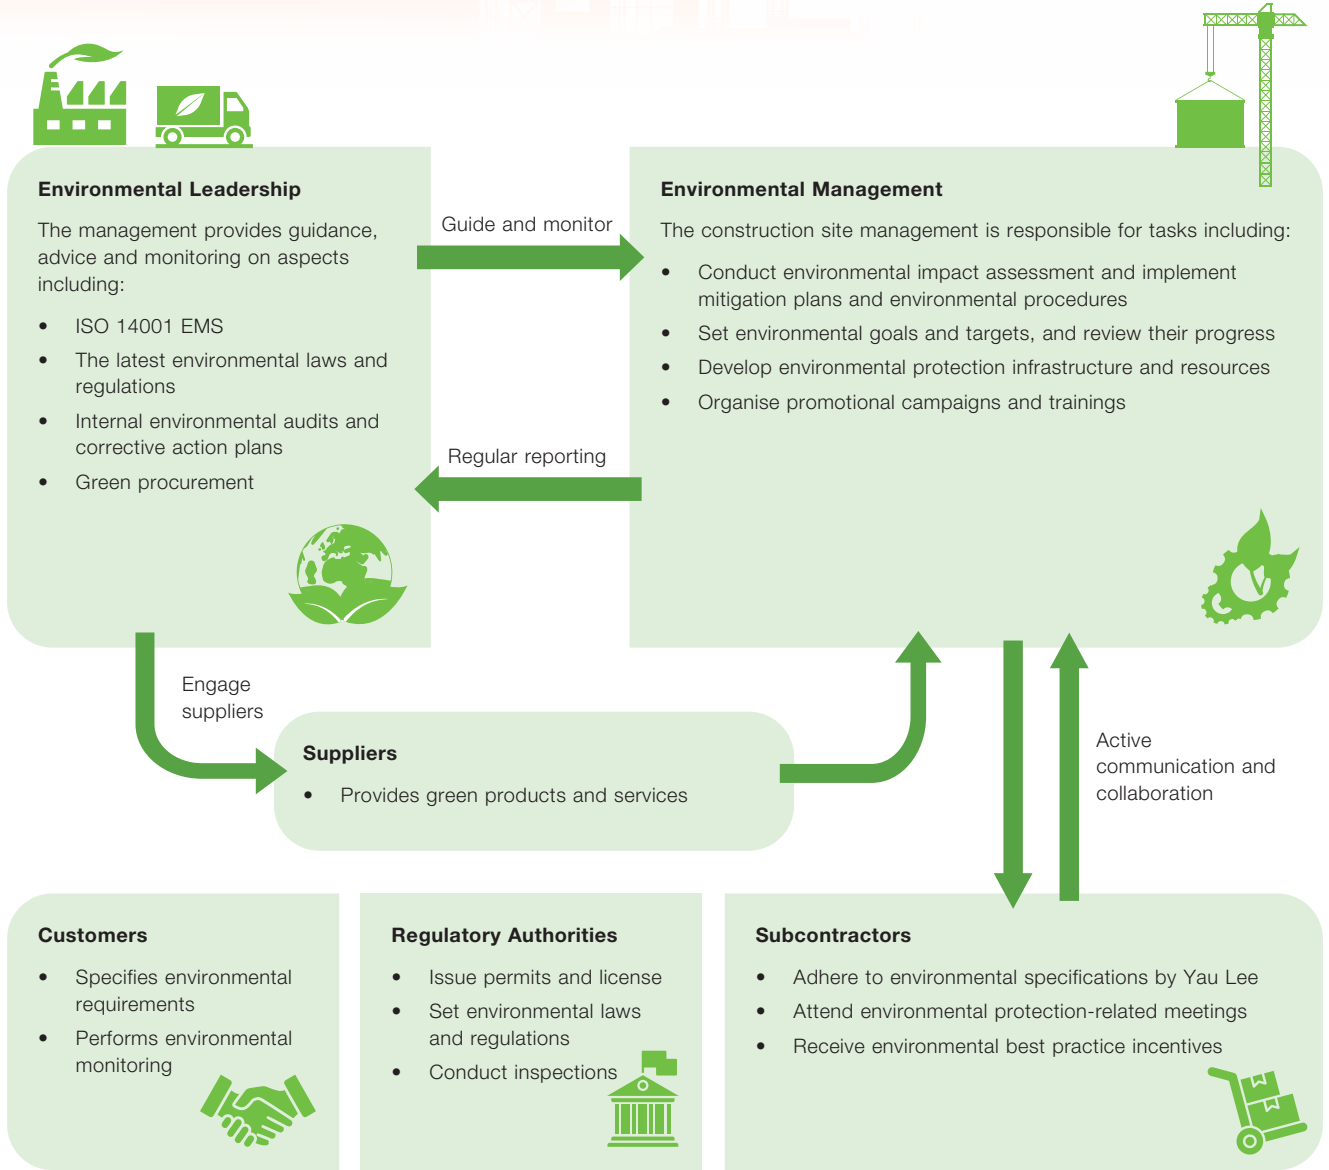 Environmental Leadership
The management provides guidance,
advice and monitoring on aspects
including:
• ISO 14001 EMS
• The latest environmental laws and
regulations
• Internal environmental audits and
corrective action plans
• Green procurement
Guide and monitor
Regular reporting
Environmental Management
The construction site management is responsible for tasks including:
• Conduct environmental impact assessment and implement
mitigation plans and environmental procedures
• Set environmental goals and targets, and review their progress
• Develop environmental protection infrastructure and resources
• Organise promotional campaigns and trainings
Engage
suppliers
Suppliers
• Provides green products and services
Active
communication and
collaboration
Customers
• Specifies environmental
requirements
• Performs environmental
monitoring
Regulatory Authorities
• Issue permits and license
• Set environmental laws
and regulations
• Conduct inspections
Subcontractors
• Adhere to environmental specifications by Yau Lee
• Attend environmental protection-related meetings
• Receive environmental best practice incentives